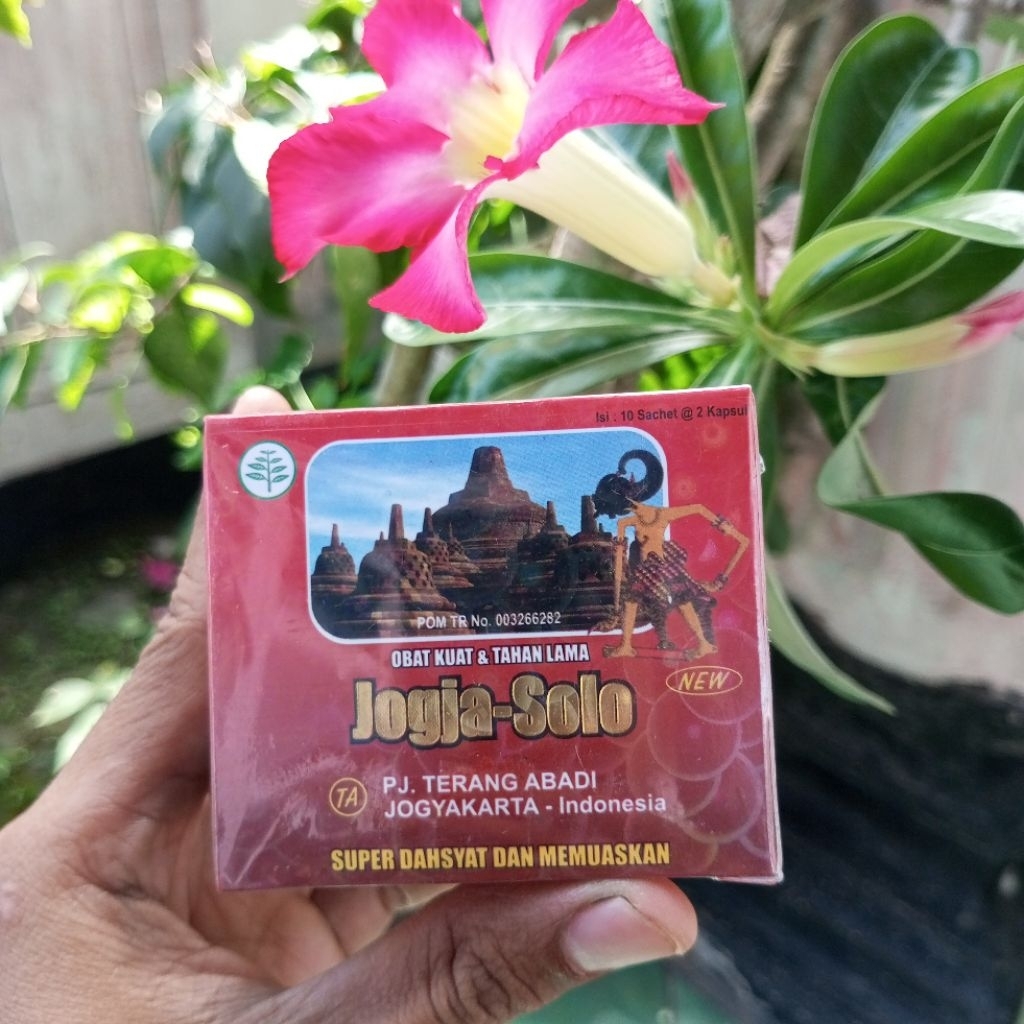 Isi : 10 Sachet @ 2 Kapsul
POM TR No. 003266282
OBAT KUAT & TAHAN LAMA
Jogja-Solo
NEW
TA
PJ. TERANG ABADI
JOGYAKARTA - Indonesia
SUPER DAHSYAT DAN MEMUASKAN